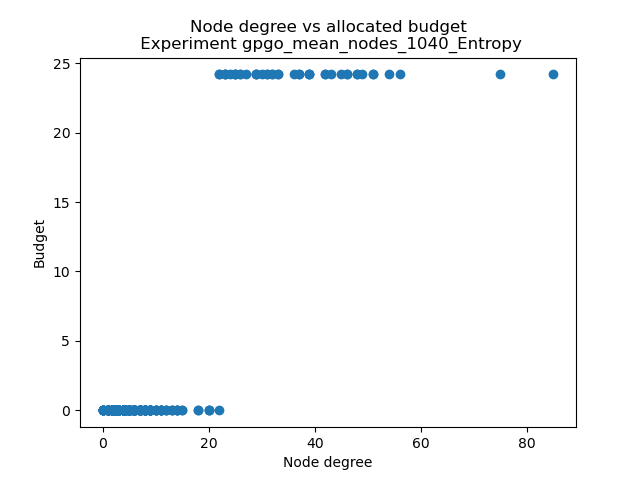 Node degree vs allocated budget
Experiment gpgo_mean_nodes_1040_Entropy
25
20
15
10
5
0
Budget
0 20 40 60 80
Node degree